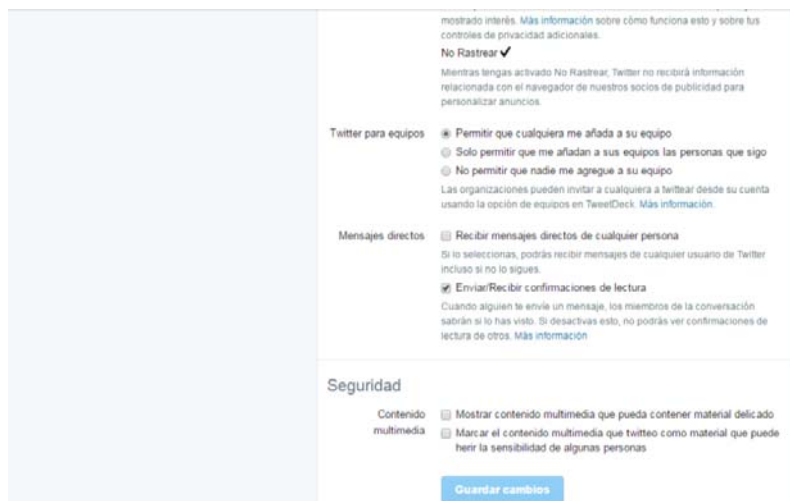 mostrado interés. Más información sobre cómo funciona esto y sobre tus
controles de privacidad adicionales.
No Rastrear ✔
Mientras tengas activado No Rastrear, Twitter no recibirá información
relacionada con el navegador de nuestros socios de publicidad para
personalizar anuncios.
Twitter para equipos
Permitir que cualquiera me añada a su equipo
Solo permitir que me añadan a sus equipos las personas que sigo
No permitir que nadie me agregue a su equipo
Las organizaciones pueden invitar a cualquiera a twittear desde su cuenta
usando la opción de equipos en TweetDeck. Más información.
Mensajes directos
Recibir mensajes directos de cualquier persona
Si lo seleccionas, podrás recibir mensajes de cualquier usuario de Twitter
incluso si no lo sigues.
Enviar/Recibir confirmaciones de lectura
Cuando alguien te envíe un mensaje, los miembros de la conversación
sabrán si lo has visto. Si desactivas esto, no podrás ver confirmaciones de
lectura de otros. Más información
Seguridad
Contenido
multimedia
Mostrar contenido multimedia que pueda contener material delicado
Marcar el contenido multimedia que twitteo como material que puede
herir la sensibilidad de algunas personas
Guardar cambios